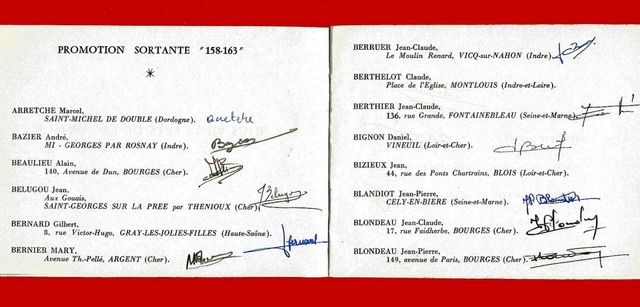 PROMOTION SORTANTE "158-163"
*
ARRETCHE Marcel,
SAINT-MICHEL DE DOUBLE (Dordogne). arretche
BAZIER André,
MI - GEORGES PAR ROSNAY (Indre). Bazier
BEAULIEU Alain,
140, Avenue de Dun, BOURGES (Cher).
BELUGOU Jean,
Aux Gouais,
SAINT-GEORGES SUR LA PREE par THENIOUX (Cher). JBelugou
BERNARD Gilbert,
8, rue Victor-Hugo, GRAY-LES-JOLIES-FILLES (Haute-Saône). Bernard
BERNIER MARY,
Avenue Th.-Pellé, ARGENT (Cher).
BERRUER Jean-Claude,
Le Moulin Renard, VICQ-sur-NAHON (Indre).
BERTHELOT Claude,
Place de l'Eglise, MONTLOUIS (Indre-et-Loire).
BERTHIER Jean-Claude,
136, rue Grande, FONTAINEBLEAU (Seine-et-Marne).
BIGNON Daniel,
VINEUIL (Loir-et-Cher).
BIZIEUX Jean,
44, rue des Ponts Chartrains, BLOIS (Loir-et-Cher).
BLANDIOT Jean-Pierre,
CELY-EN-BIERE (Seine-et-Marne). JPBlandiot
BLONDEAU Jean-Claude,
17, rue Faidherbe, BOURGES (Cher).
BLONDEAU Jean-Pierre,
149, avenue de Paris, BOURGES (Cher).